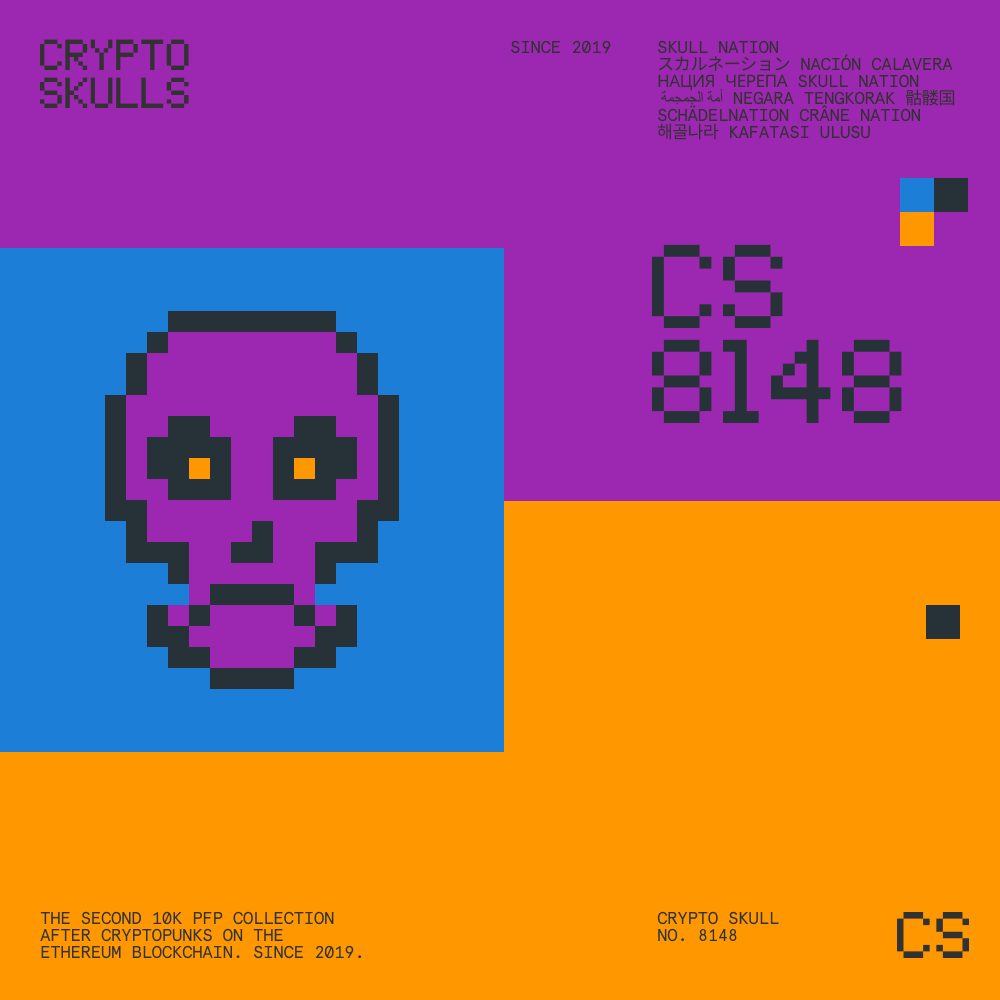 CRYPTO
SKULLS
SINCE 2019
SKULL NATION
スカルネーション NACIÓN CALAVERA
НАЦИЯ ЧЕРЕПА SKULL NATION
أمة الجمجمة NEGARA TENGKORAK 骷髅国
SCHÄDELNATION CRÂNE NATION
해골나라 KAFATASI ULUSU
CS
8148
THE SECOND 10K PFP COLLECTION
AFTER CRYPTOPUNKS ON THE
ETHEREUM BLOCKCHAIN. SINCE 2019.
CRYPTO SKULL
NO. 8148
CS